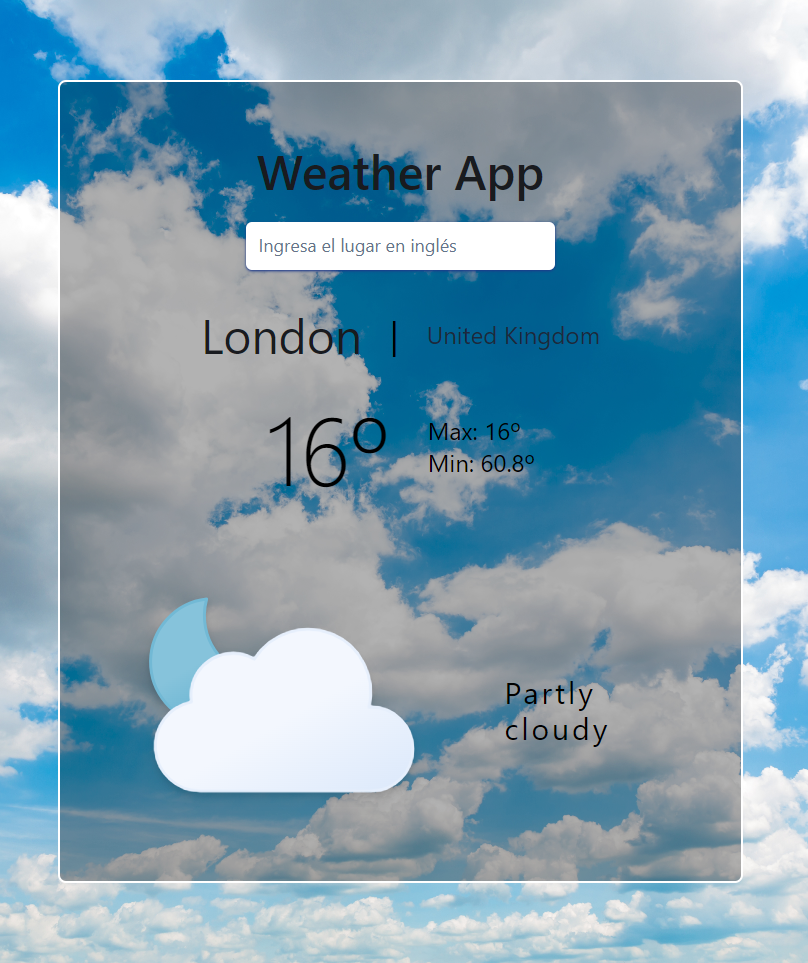 Weather App
Ingresa el lugar en inglés
London | United Kingdom
16º
Max: 16º
Min: 60.8º
Partly
cloudy